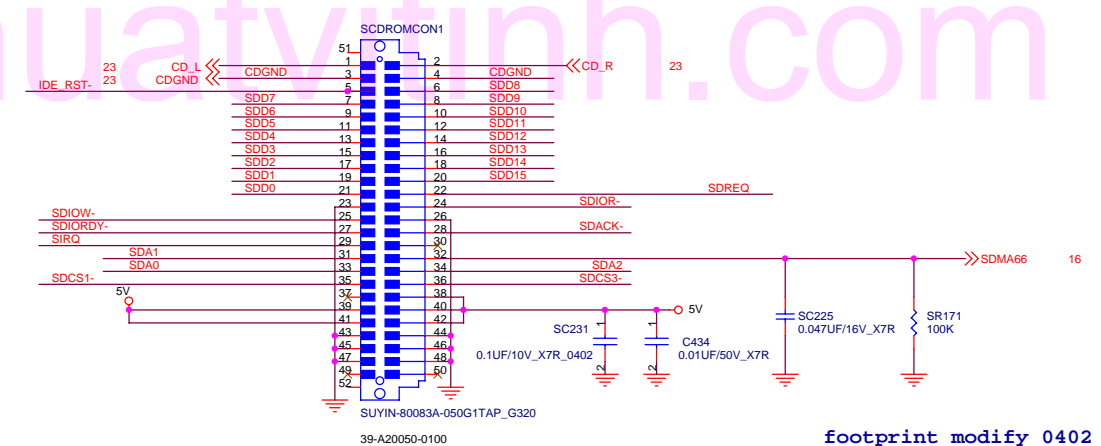 huatvitinh.com
SCDROMCON1
51
23 CD_L 1 2 CD_R 23
23 CDGND CDGND 3 4 CDGND
IDE_RST- 5 6 SDD8
SDD7 7 8 SDD9
SDD6 9 10 SDD10
SDD5 11 12 SDD11
SDD4 13 14 SDD12
SDD3 15 16 SDD13
SDD2 17 18 SDD14
SDD1 19 20 SDD15
SDD0 21 22 SDREQ
23 24 SDIOR-
SDIOW- 25 26
SDIORDY- 27 28 SDACK-
SIRQ 29 30
SDA1 31 32 SDMA66 16
SDA0 33 34 SDA2
SDCS1- 35 36 SDCS3-
5V 37 38
39 40 5V
41 42
43 44
45 46
47 48
49 50
52
SC231 1 2
0.1UF/10V_X7R_0402
1 2 C434
0.01UF/50V_X7R
SC225
0.047UF/16V_X7R
SR171
100K
SUYIN-80083A-050G1TAP_G320
39-A20050-0100
footprint modify 0402